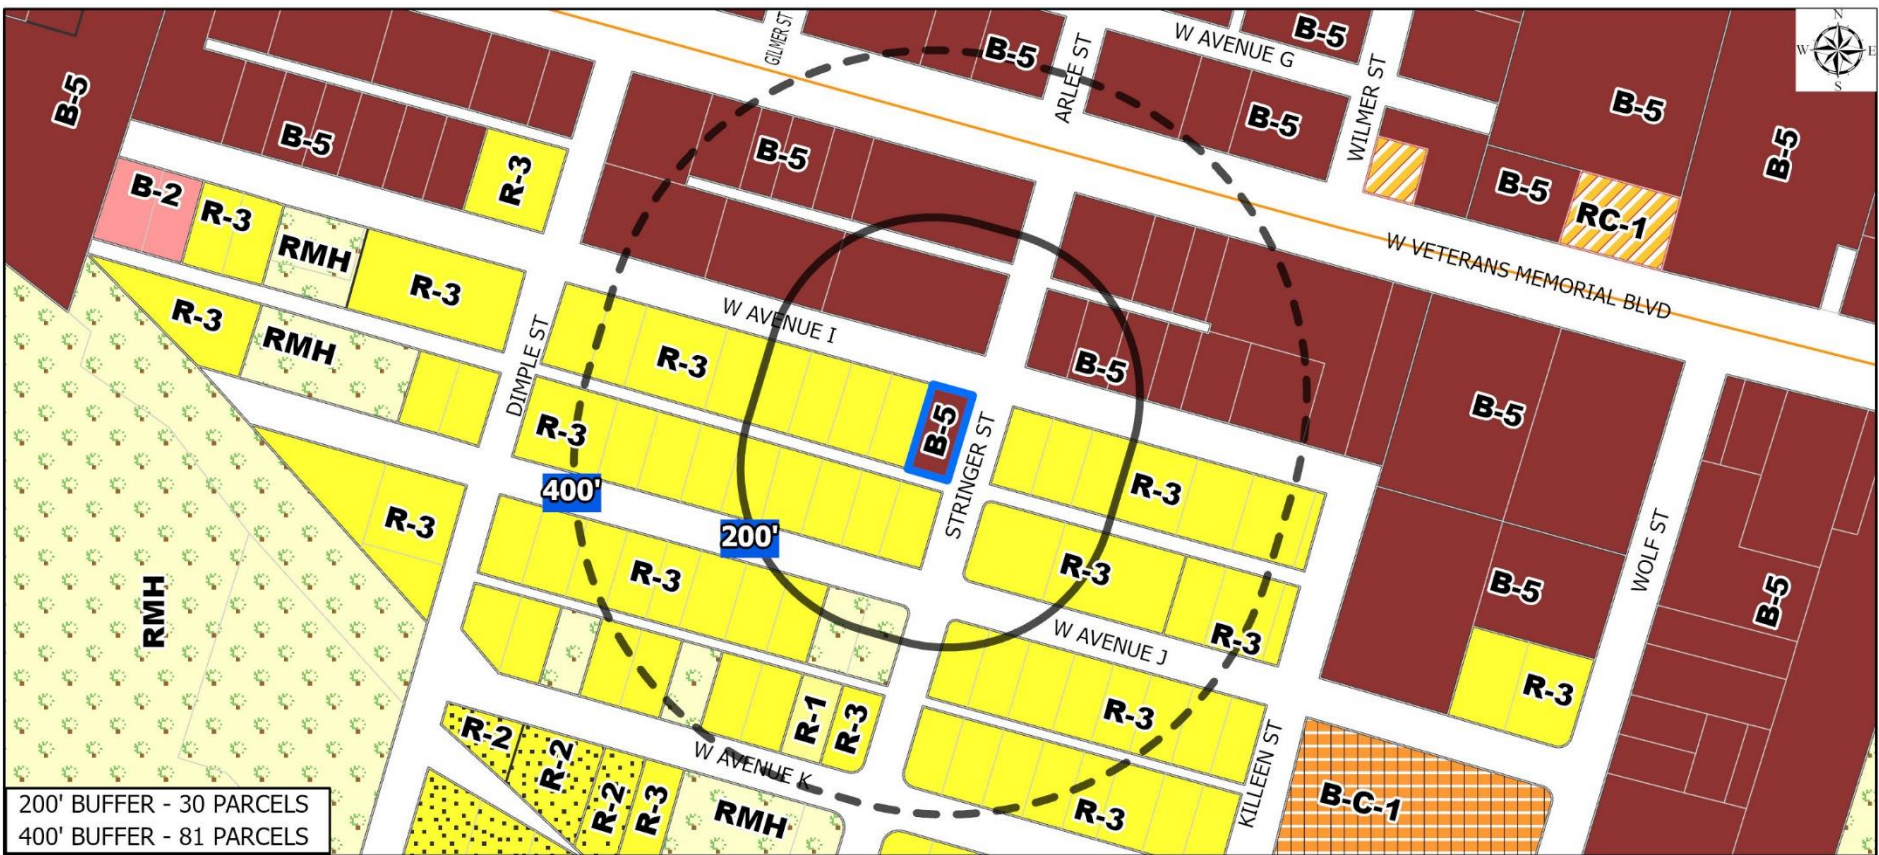 GILMER ST
B-5
ARLEE ST
W AVENUE G
B-5
WILMER ST
N
W E
S
B-5
B-5
B-5
B-5
B-5
B-5
B-5
R-3
B-5
RC-1
B-2
R-3
RMH
R-3
W VETERANS MEMORIAL BLVD
R-3
RMH
DIMPLE ST
W AVENUE I
R-3
B-5
B-5
B-5
R-3
STRINGER ST
400'
R-3
R-3
200'
R-3
R-3
B-5
WOLF ST
B-5
RMH
R-3
W AVENUE J
R-3
R-3
R-1
R-3
R-2
R-2
R-2
R-3
W AVENUE K
RMH
KILLEEN ST
R-3
B-C-1
200' BUFFER - 30 PARCELS
400' BUFFER - 81 PARCELS